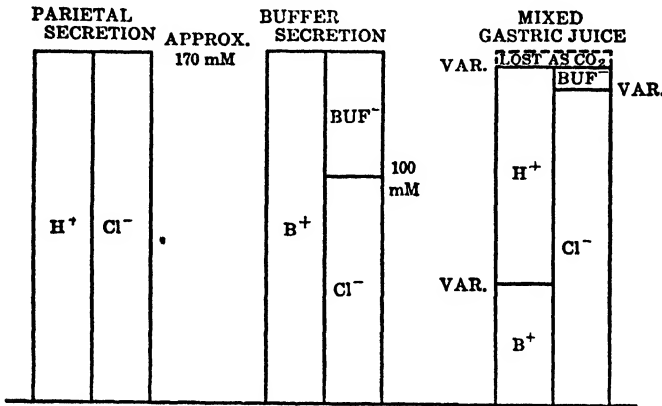 PARIETAL
SECRETION
APPROX.
170 mM
BUFFER
SECRETION
MIXED
GASTRIC JUICE
VAR.
LOST AS CO₂
BUF⁻
VAR.
BUF⁻
100
mM
H⁺
H⁺
Cl⁻
B⁺
Cl⁻
Cl⁻
VAR.
B⁺